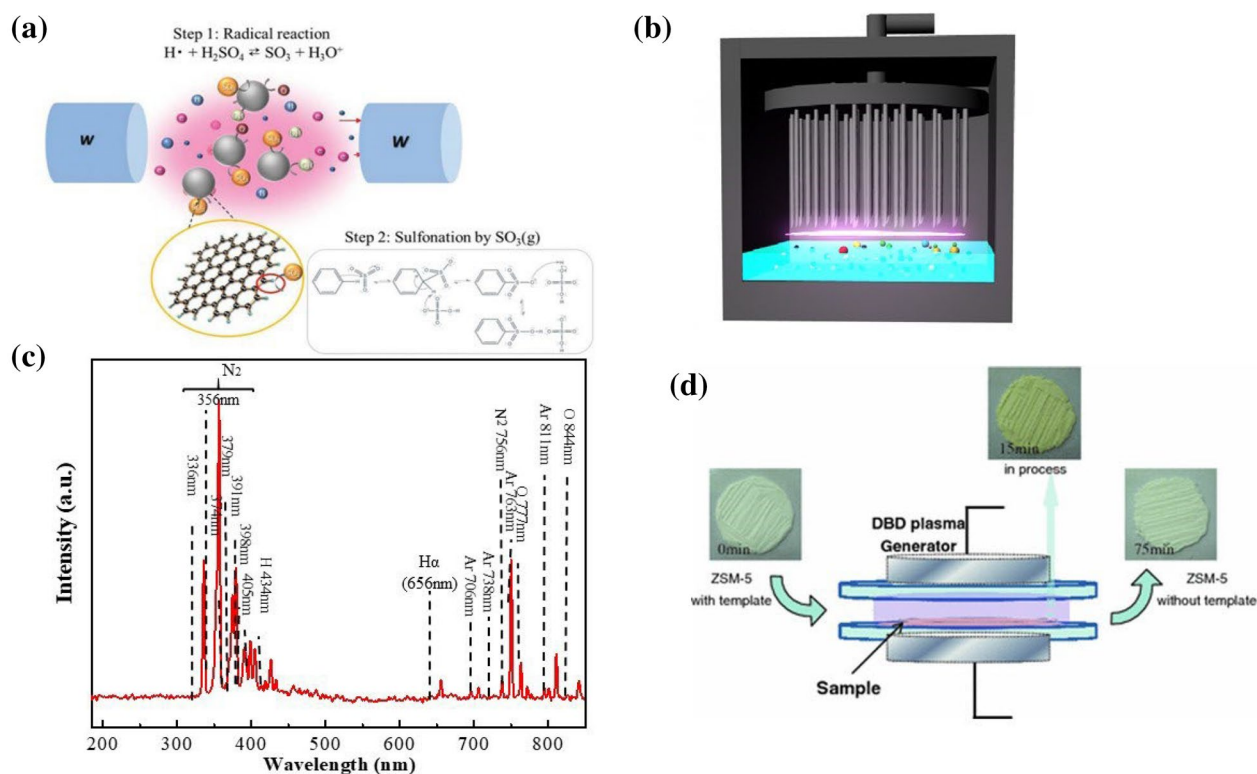 (a)
Step 1: Radical reaction
H• + H₂SO₄ ⇄ SO₃ + H₃O⁺
W
W
Step 2: Sulfonation by SO₃(g)
(b)
(c)
N₂
356nm
336nm
374nm
379nm
391nm
398nm
405nm
H 434nm
Hα
(656nm)
Ar 706nm
Ar 738nm
N² 756nm
Ar 763nm
O 777nm
Ar 811nm
O 844nm
Intensity (a.u.)
200 300 400 500 600 700 800
Wavelength (nm)
(d)
15min
in process
0min
ZSM-5
with template
DBD plasma
Generator
75min
ZSM-5
without template
Sample